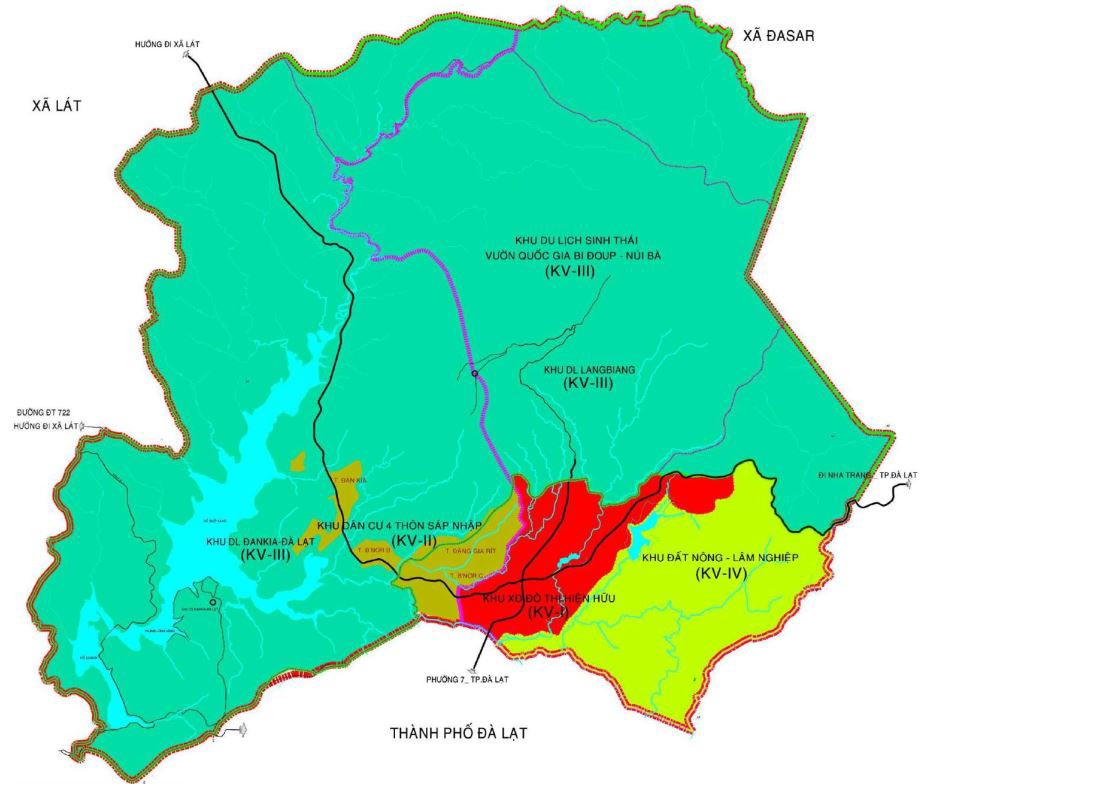 XÃ ĐASAR
HƯỚNG ĐI XÃ LÁT
XÃ LÁT
KHU DU LỊCH SINH THÁI
VƯỜN QUỐC GIA BI ĐOUP - NÚI BÀ
(KV-III)
KHU DL LANGBIANG
(KV-III)
ĐƯỜNG ĐT 722
HƯỚNG ĐI XÃ LÁT
ĐI NHA TRANG_ TP.ĐÀ LẠT
T. ĐAN KIA
KHU DÂN CƯ 4 THÔN SÁP NHẬP
(KV-II)
KHU DL ĐANKIA-ĐÀ LẠT
(KV-III)
T. B'NOR B
T. ĐĂNG GIA RÍT
T. B'NOR C
KHU ĐẤT NÔNG - LÂM NGHIỆP
(KV-IV)
KHU XD ĐÔ THỊ HIỆN HỮU
(KV-I)
PHƯỜNG 7_ TP.ĐÀ LẠT
THÀNH PHỐ ĐÀ LẠT